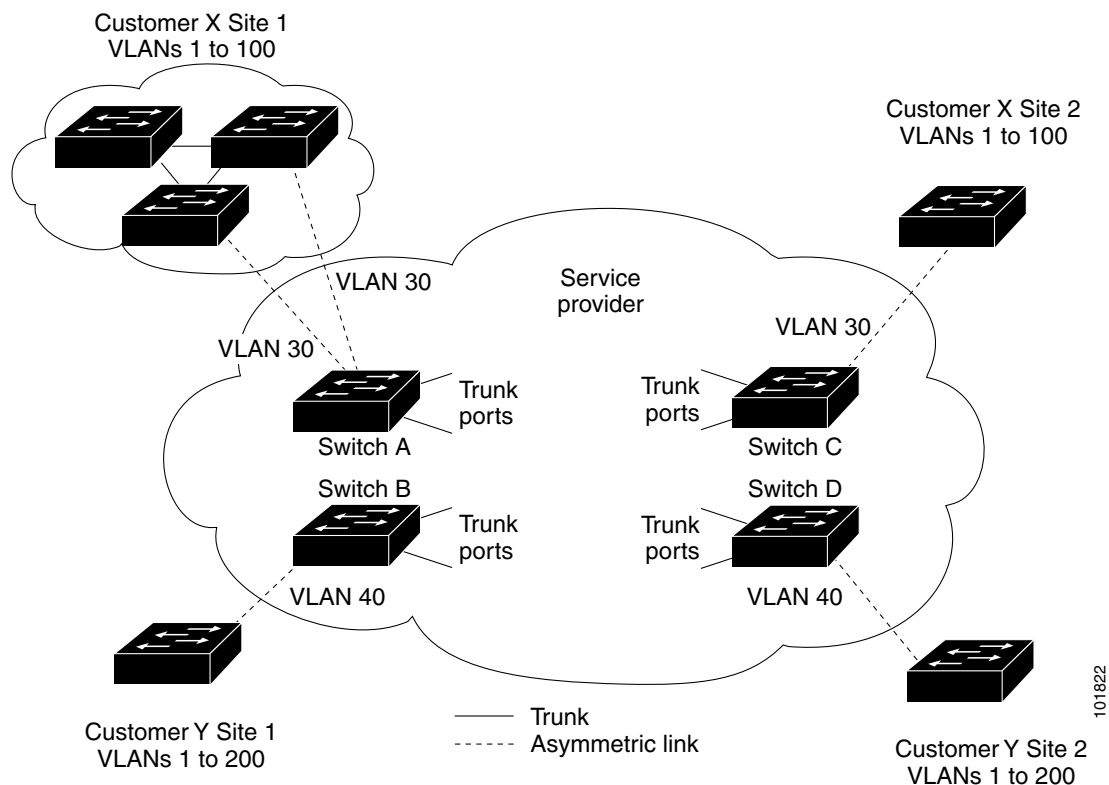 Customer X Site 1
VLANs 1 to 100
Customer X Site 2
VLANs 1 to 100
VLAN 30
Service
provider
VLAN 30
VLAN 30
Trunk
ports
Trunk
ports
Switch A
Switch C
Switch B
Switch D
Trunk
ports
Trunk
ports
VLAN 40
VLAN 40
Customer Y Site 1
VLANs 1 to 200
Trunk
Asymmetric link
Customer Y Site 2
VLANs 1 to 200
101822